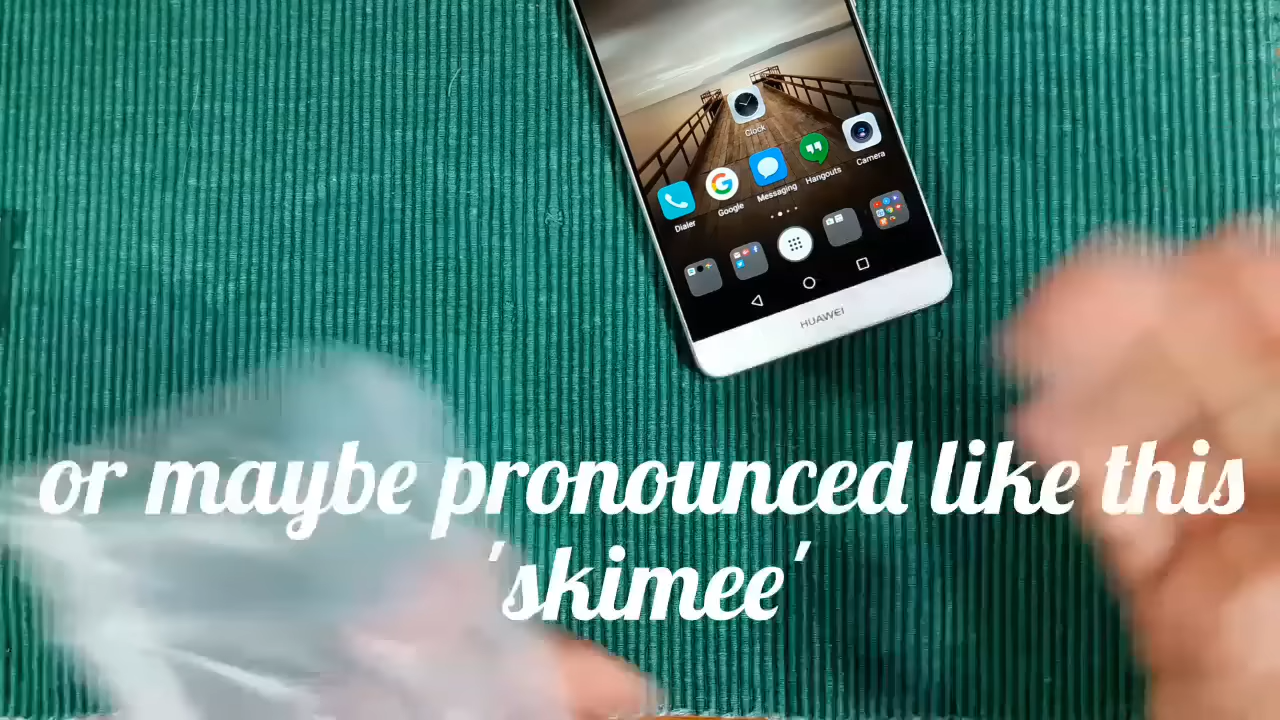 Clock
Dialer
Google
Messaging
Hangouts
Camera
HUAWEI
or maybe pronounced like this
'skimee'